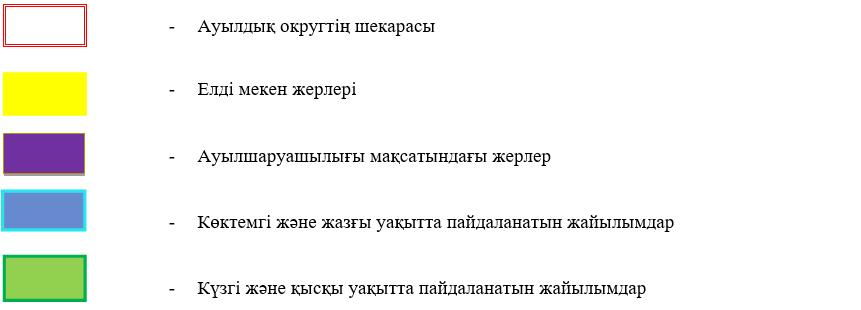 - Ауылдық округтің шекарасы
- Елді мекен жерлері
- Ауылшаруашылығы мақсатындағы жерлер
- Көктемгі және жазғы уақытта пайдаланатын жайылымдар
- Күзгі және қысқы уақытта пайдаланатын жайылымдар